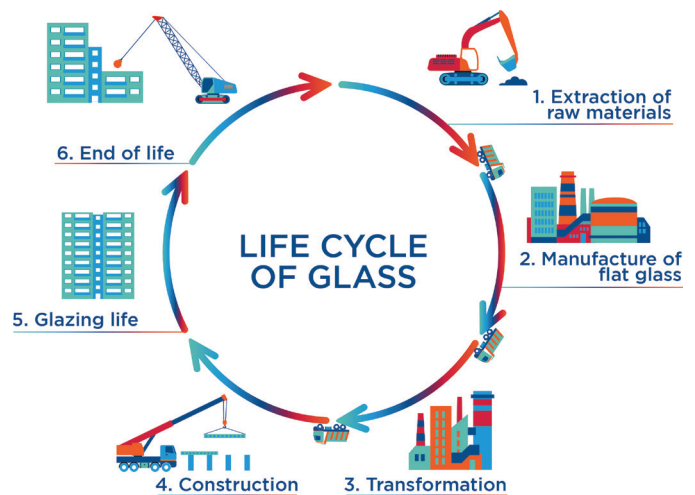 LIFE CYCLE
OF GLASS
1. Extraction of
raw materials
2. Manufacture of
flat glass
3. Transformation
4. Construction
5. Glazing life
6. End of life